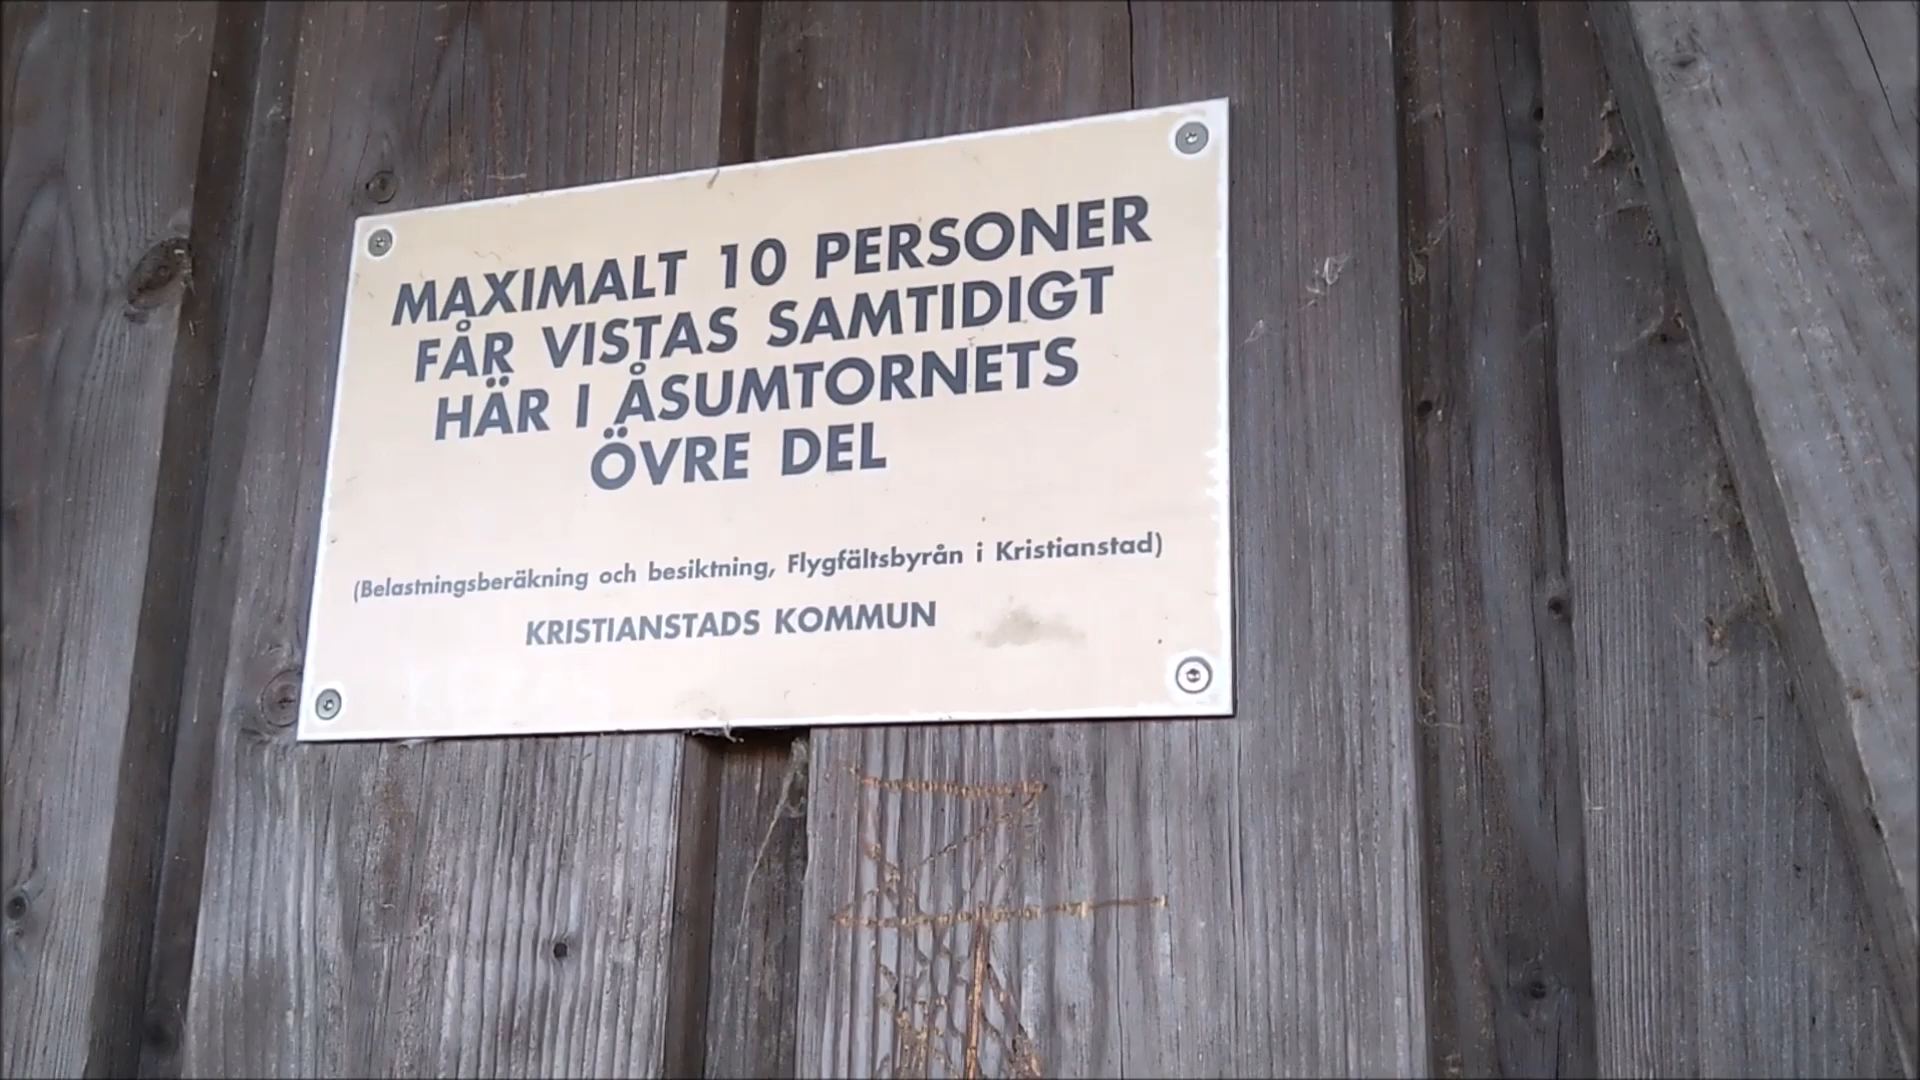 MAXIMALT 10 PERSONER
FÅR VISTAS SAMTIDIGT
HÄR I ÅSUMTORNETS
ÖVRE DEL
(Belastningsberäkning och besiktning, Flygfältsbyrån i Kristianstad)
KRISTIANSTADS KOMMUN